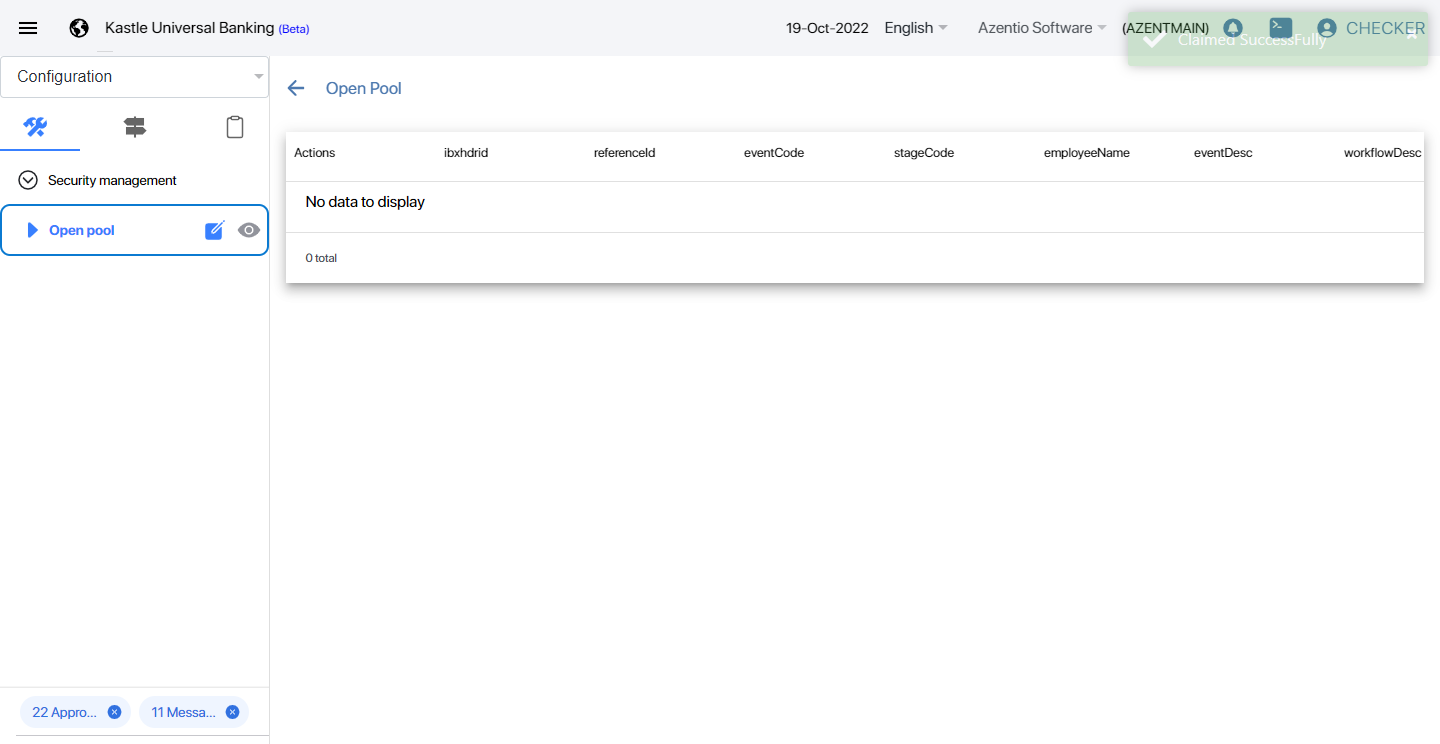 Kastle Universal Banking (Beta)
19-Oct-2022
English
Azentio Software
(AZENTMAIN)
CHECKER
Claimed SuccessFully
Configuration
Open Pool
Security management
Open pool
Actions ibxhdrid referenceId eventCode stageCode employeeName eventDesc workflowDesc
No data to display
0 total
22 Appro...
11 Messa...